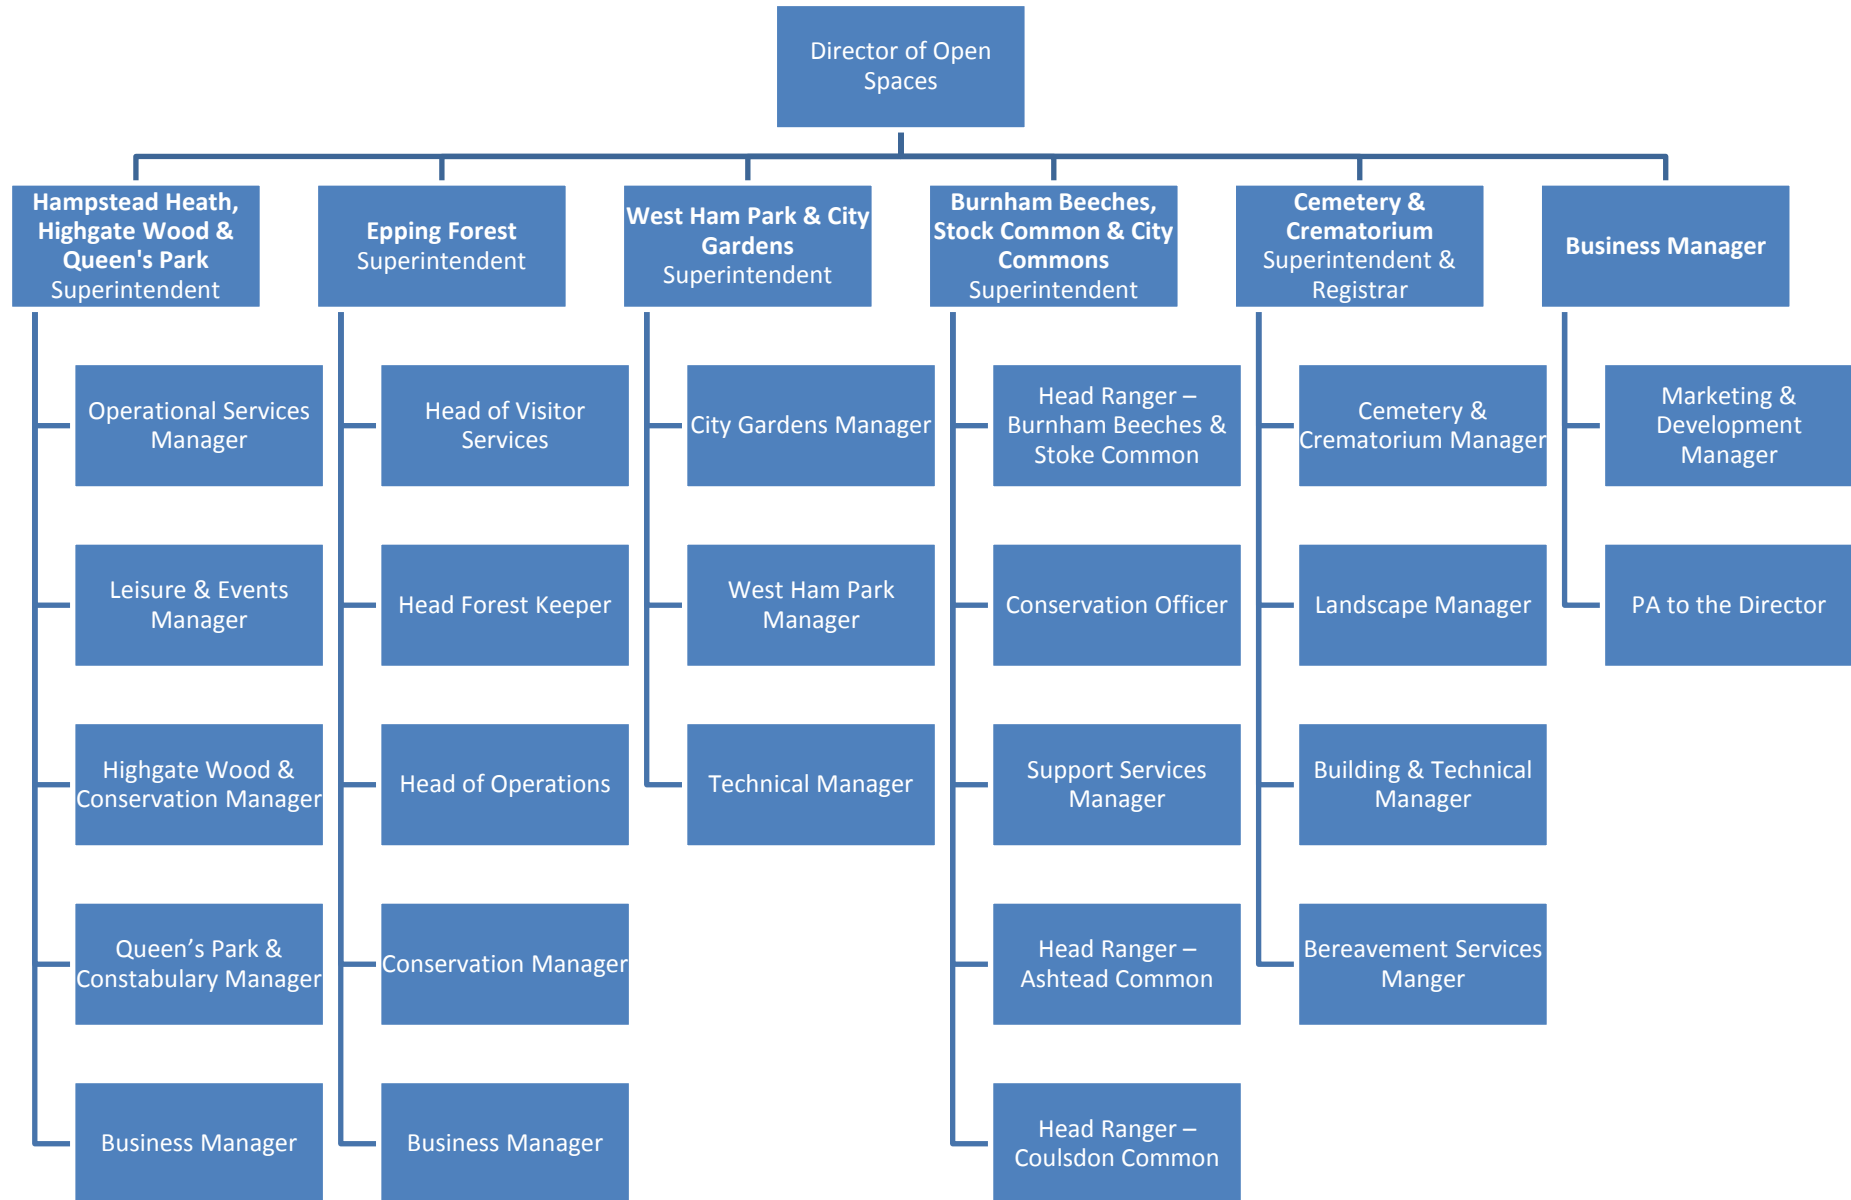 Director of Open
Spaces
Hampstead Heath,
Highgate Wood &
Queen's Park
Superintendent
Operational Services
Manager
Leisure & Events
Manager
Highgate Wood &
Conservation Manager
Queen’s Park &
Constabulary Manager
Business Manager
Epping Forest
Superintendent
Head of Visitor
Services
Head Forest Keeper
Head of Operations
Conservation Manager
Business Manager
West Ham Park & City
Gardens
Superintendent
City Gardens Manager
West Ham Park
Manager
Technical Manager
Burnham Beeches,
Stock Common & City
Commons
Superintendent
Head Ranger –
Burnham Beeches &
Stoke Common
Conservation Officer
Support Services
Manager
Head Ranger –
Ashtead Common
Head Ranger –
Coulsdon Common
Cemetery &
Crematorium
Superintendent &
Registrar
Cemetery &
Crematorium Manager
Landscape Manager
Building & Technical
Manager
Bereavement Services
Manger
Business Manager
Marketing &
Development
Manager
PA to the Director